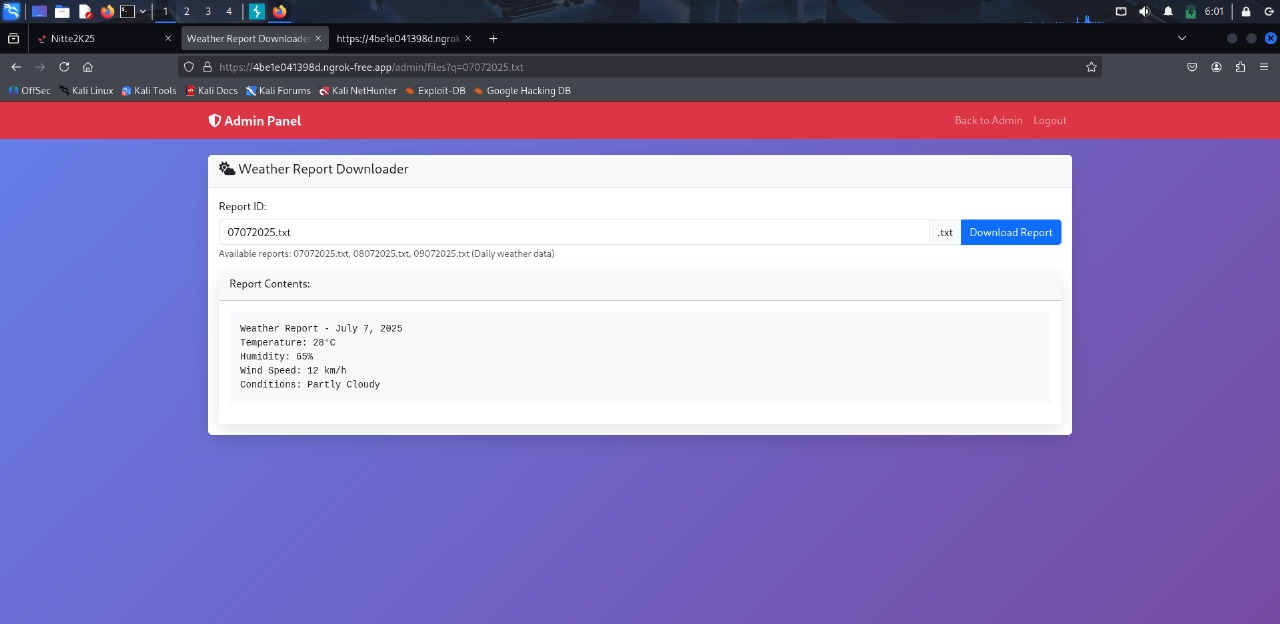 1 2 3 4 6:01
Nitte2K25 Weather Report Downloader https://4be1e041398d.ngrok
https://4be1e041398d.ngrok-free.app/admin/files?q=07072025.txt
OffSec Kali Linux Kali Tools Kali Docs Kali Forums Kali NetHunter Exploit-DB Google Hacking DB
Admin Panel Back to Admin Logout
Weather Report Downloader
Report ID:
07072025.txt .txt Download Report
Available reports: 07072025.txt, 08072025.txt, 09072025.txt (Daily weather data)
Report Contents:
Weather Report - July 7, 2025
Temperature: 28°C
Humidity: 65%
Wind Speed: 12 km/h
Conditions: Partly Cloudy